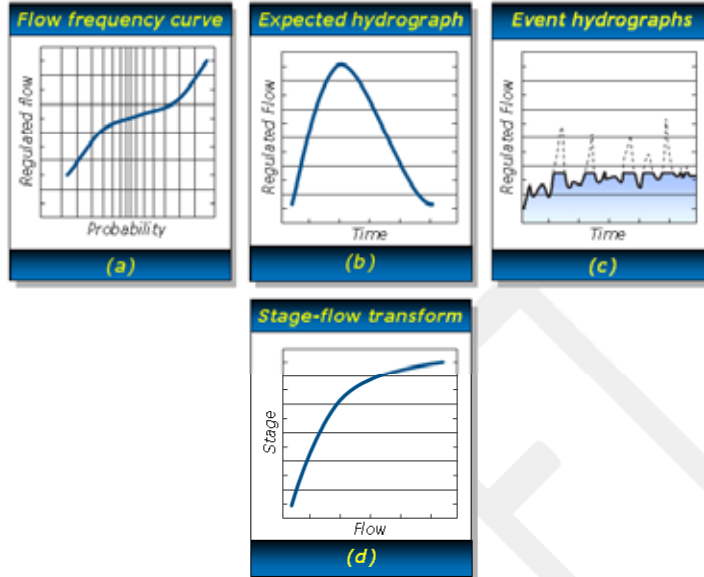 Flow frequency curve
Regulated flow
Probability
(a)
Expected hydrograph
Regulated Flow
Time
(b)
Event hydrographs
Regulated Flow
Time
(c)
Stage-flow transform
Stage
Flow
(d)